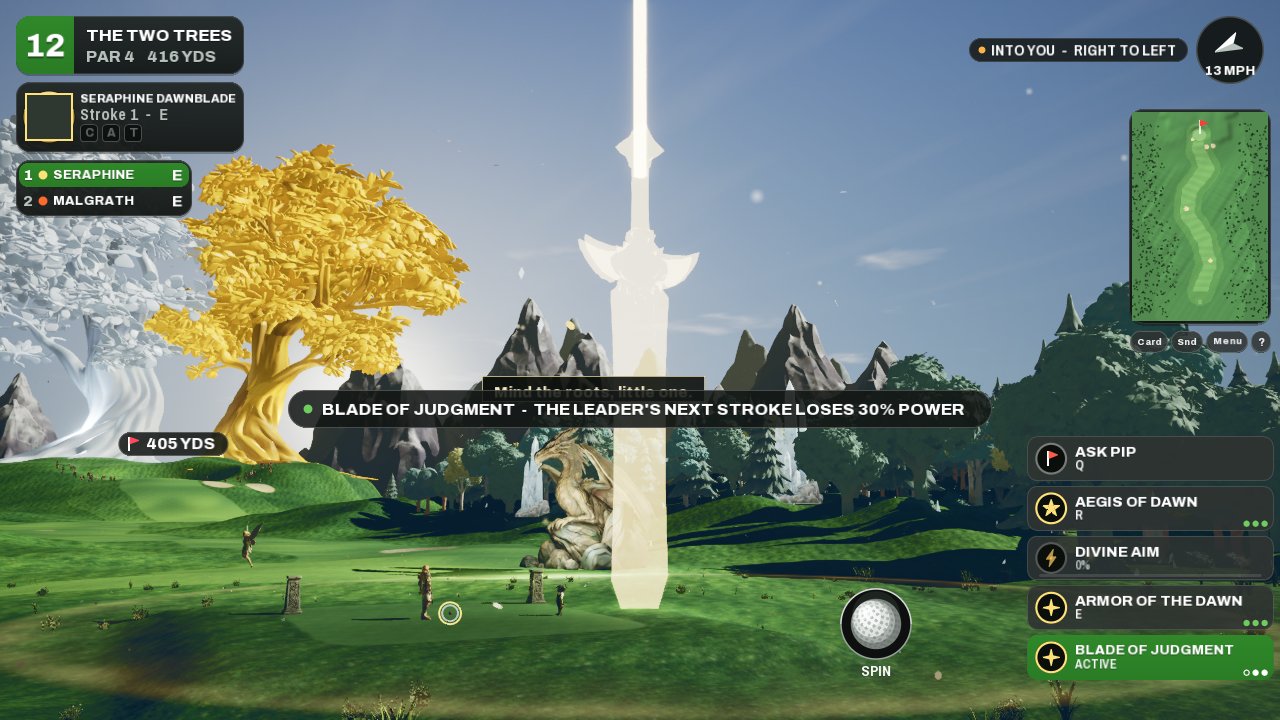 12
THE TWO TREES
PAR 4 416 YDS
SERAPHINE DAWNBLADE
Stroke 1 - E
C A T
1 SERAPHINE E
2 MALGRATH E
INTO YOU - RIGHT TO LEFT
13 MPH
Card Snd Menu ?
Mind the roots, little one.
BLADE OF JUDGMENT - THE LEADER'S NEXT STROKE LOSES 30% POWER
405 YDS
ASK PIP
Q
AEGIS OF DAWN
R
DIVINE AIM
0%
ARMOR OF THE DAWN
E
BLADE OF JUDGMENT
ACTIVE
SPIN